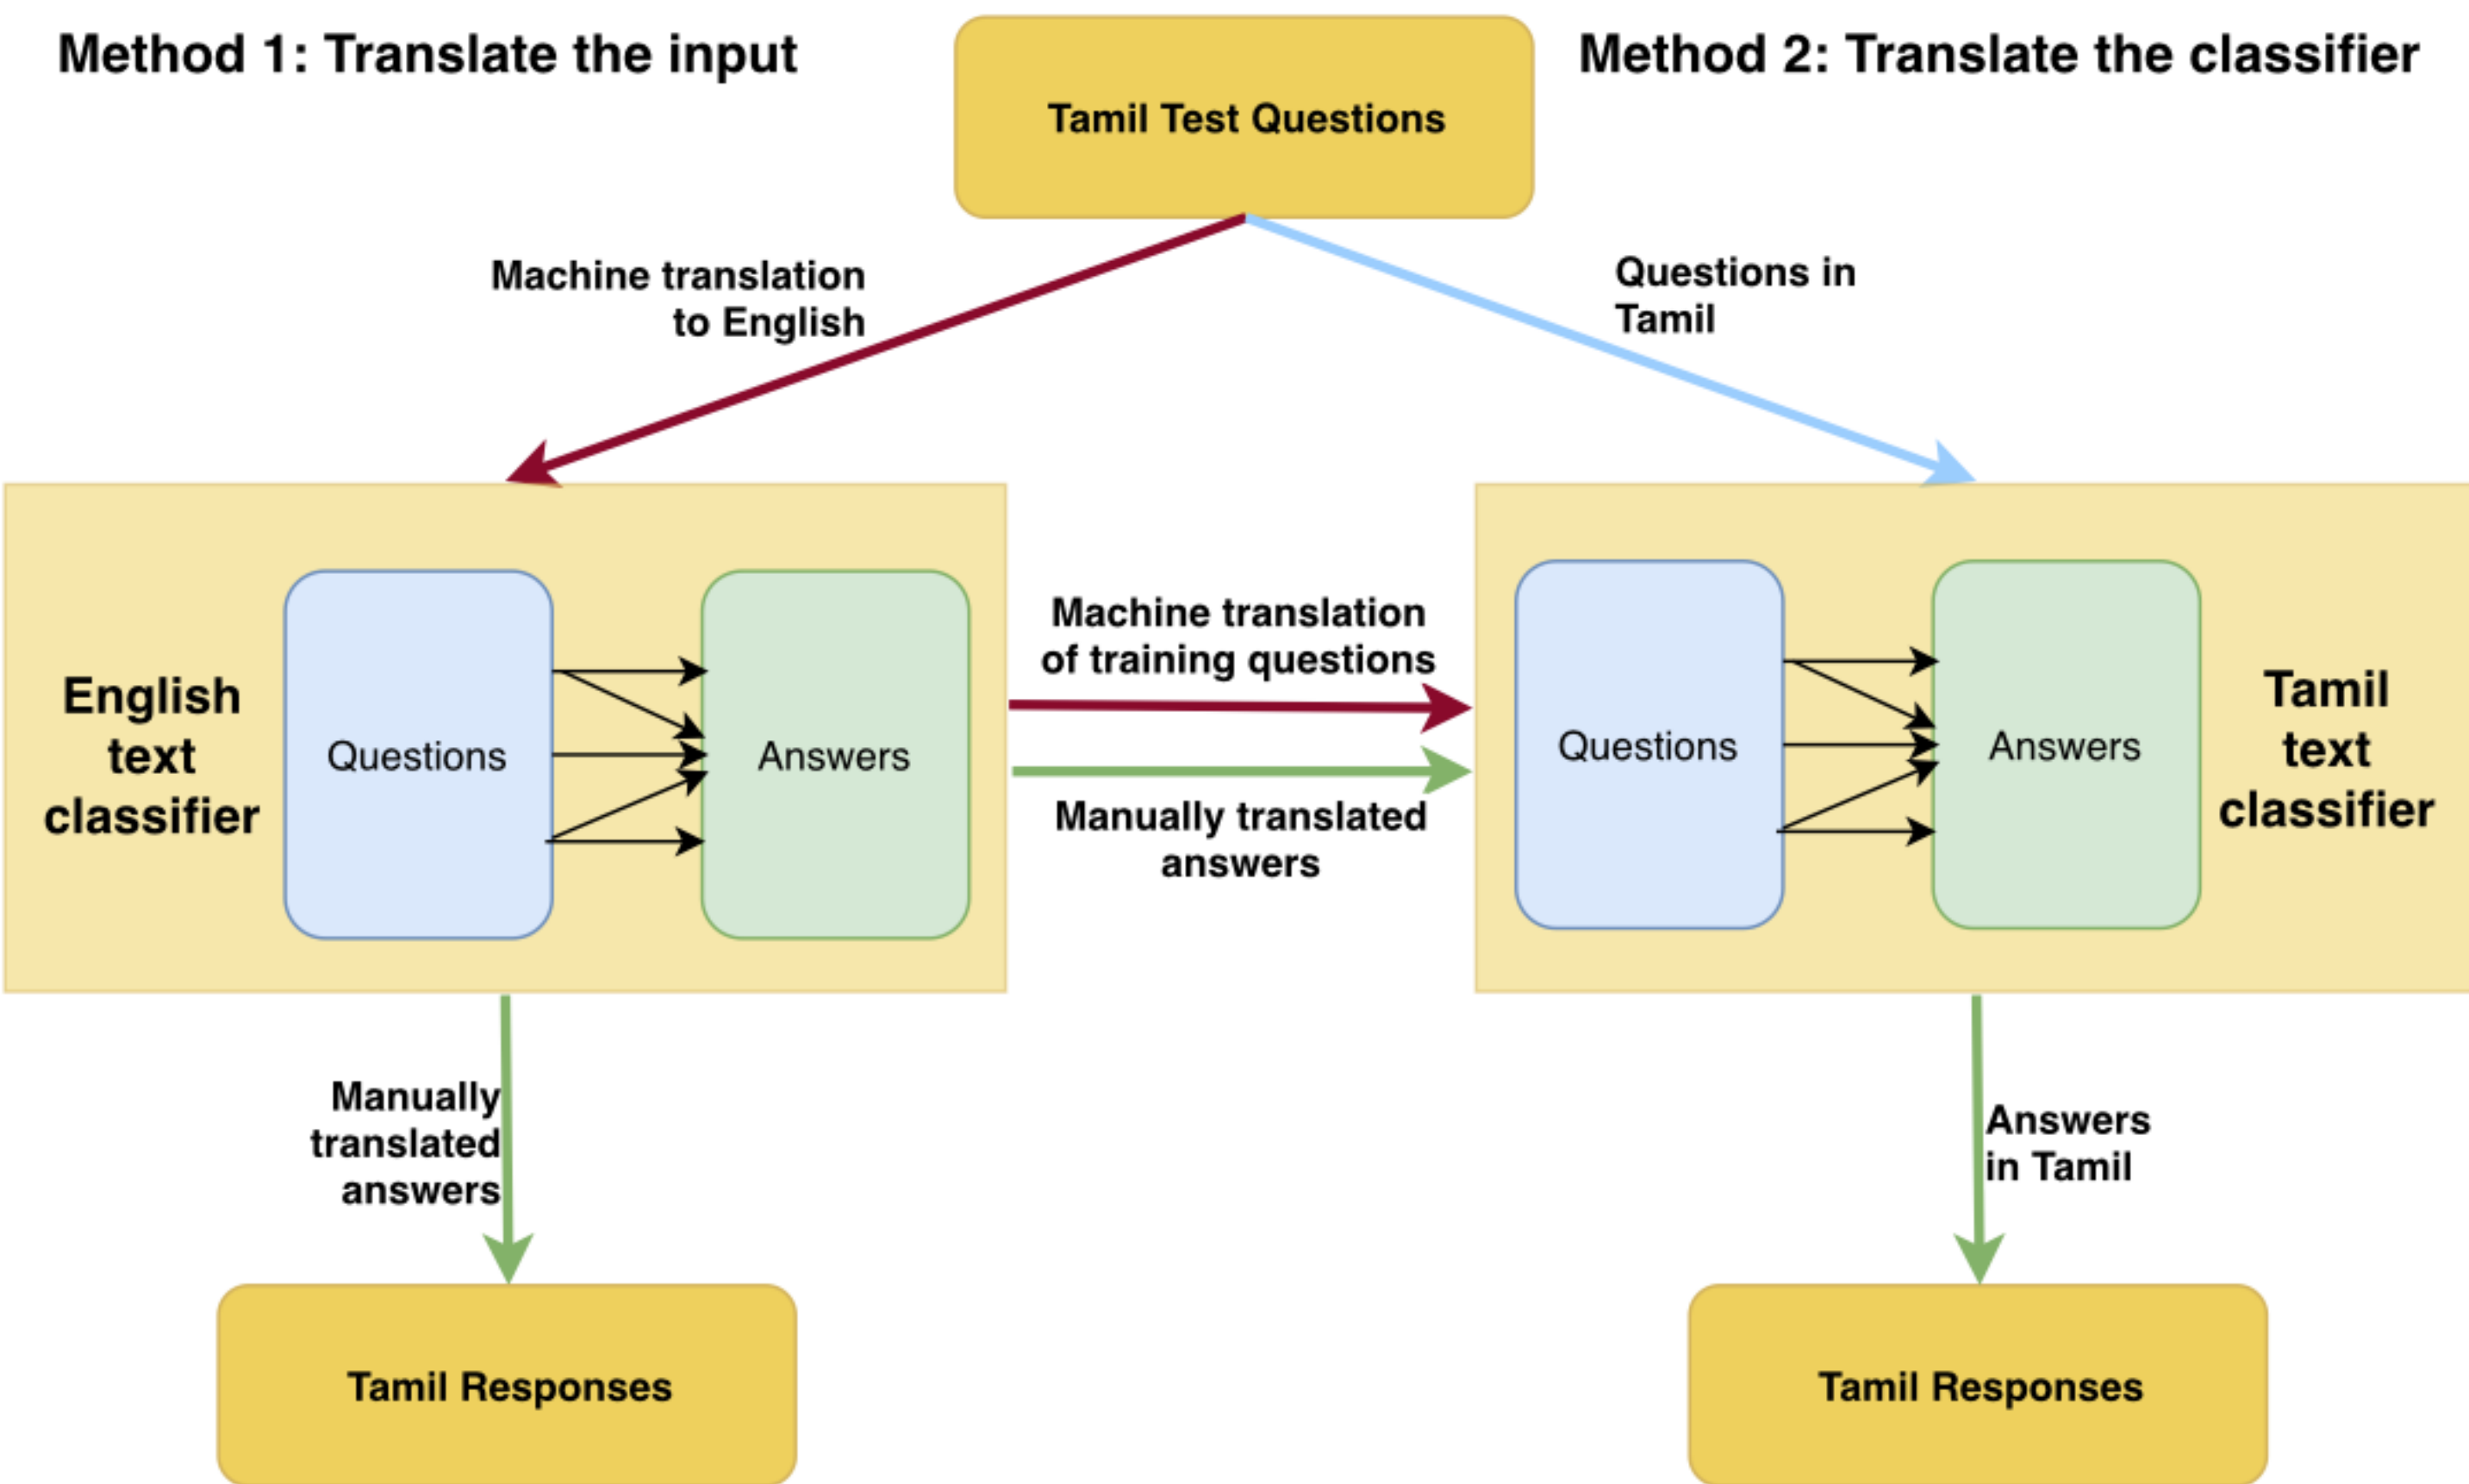 Method 1: Translate the input
Tamil Test Questions
Method 2: Translate the classifier
Machine translation
to English
Questions in
Tamil
English
text
classifier
Questions
Answers
Machine translation
of training questions
Manually translated
answers
Questions
Answers
Tamil
text
classifier
Manually
translated
answers
Answers
in Tamil
Tamil Responses
Tamil Responses